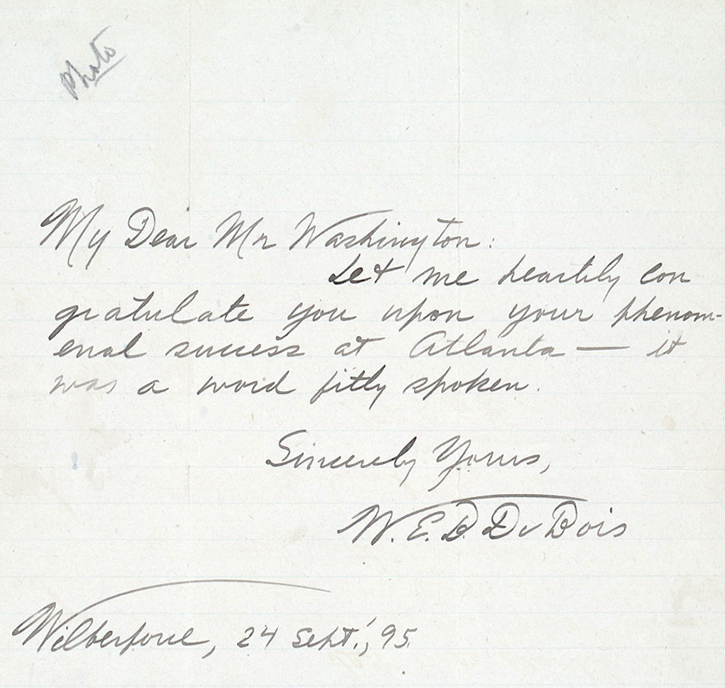 Photo
My Dear Mr Washington:
Let me heartily con
gratulate you upon your phenom-
enal success at Atlanta — it
was a word fitly spoken.
Sincerely Yours,
W.E.B. Du Bois
Wilberforce, 24 Sept., '95